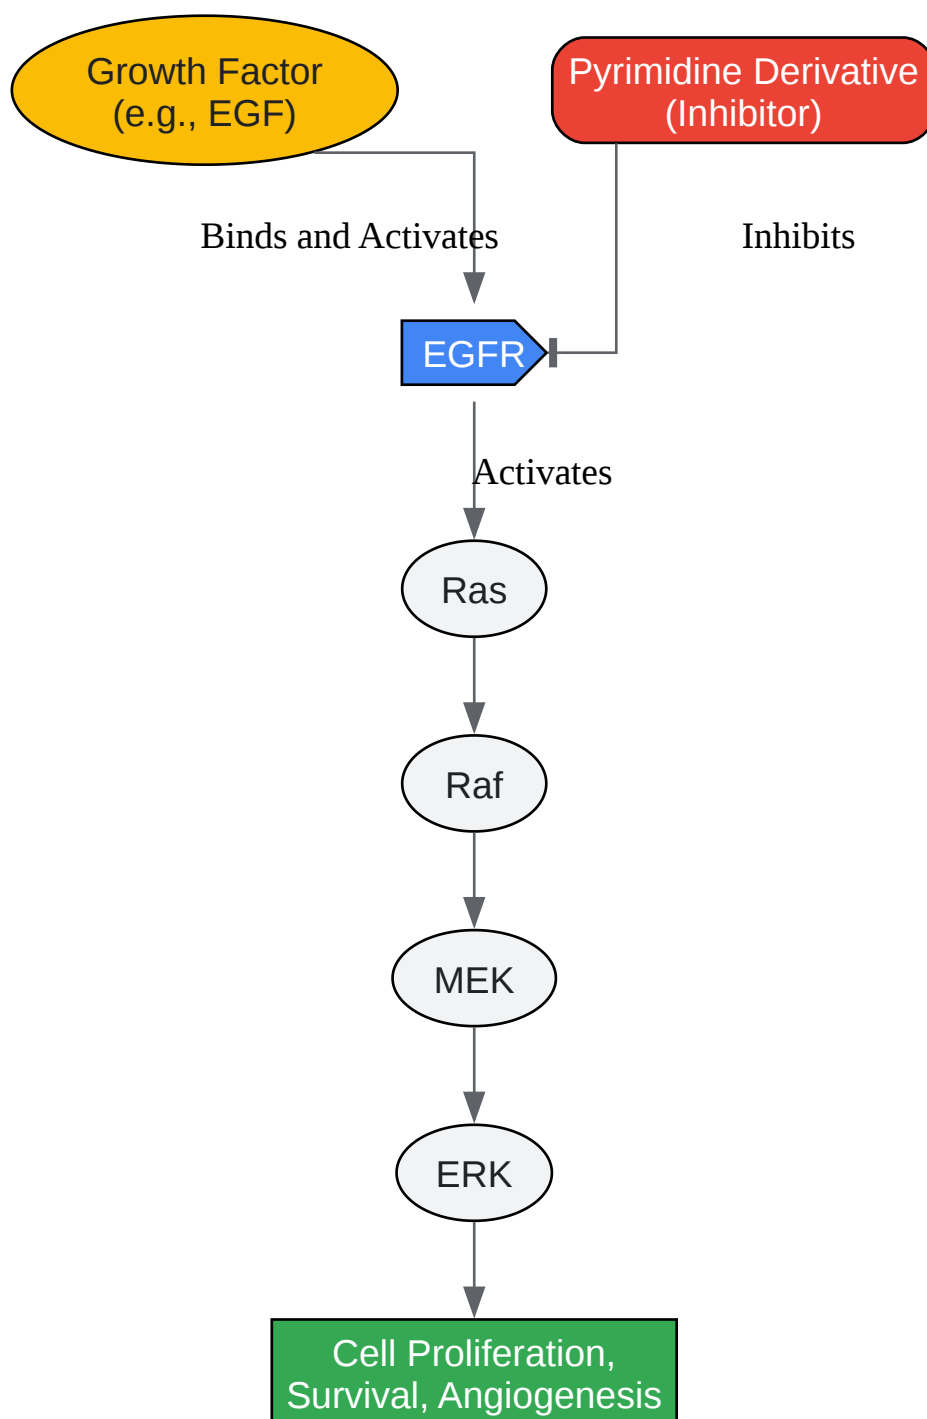 Growth Factor
(e.g., EGF)
Pyrimidine Derivative
(Inhibitor)
Binds and Activates
Inhibits
EGFR
Activates
Ras
Raf
MEK
ERK
Cell Proliferation,
Survival, Angiogenesis